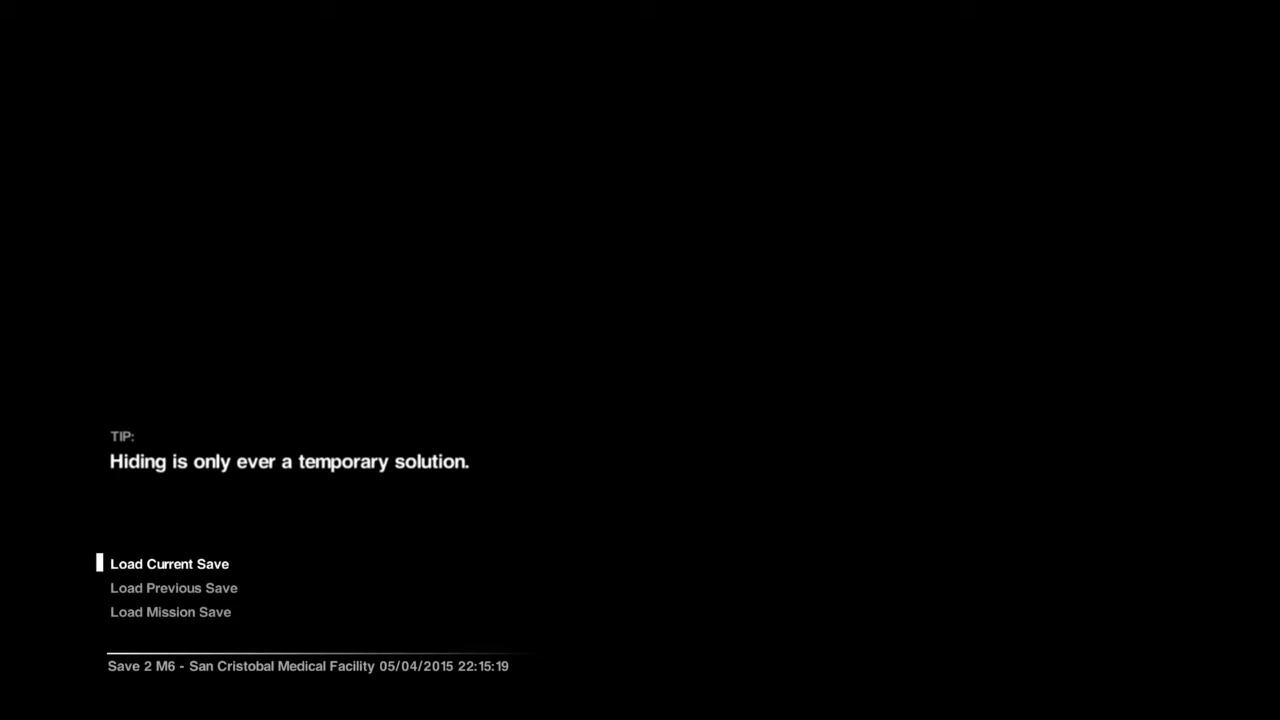 TIP:
Hiding is only ever a temporary solution.
Load Current Save
Load Previous Save
Load Mission Save
Save 2 M6 - San Cristobal Medical Facility 05/04/2015 22:15:19